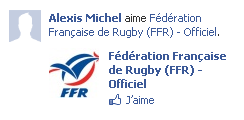 Alexis Michel aime Fédération
Française de Rugby (FFR) - Officiel.
Fédération Française
de Rugby (FFR) -
Officiel
J'aime
FFR